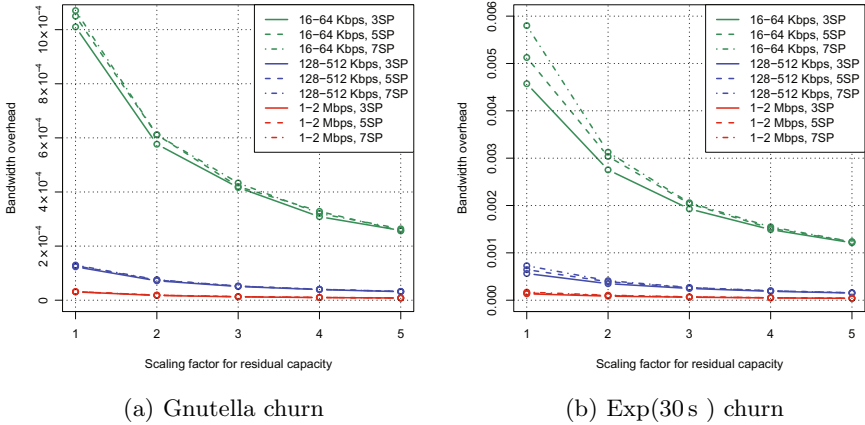 16−64 Kbps, 3SP
16−64 Kbps, 5SP
16−64 Kbps, 7SP
128−512 Kbps, 3SP
128−512 Kbps, 5SP
128−512 Kbps, 7SP
1−2 Mbps, 3SP
1−2 Mbps, 5SP
1−2 Mbps, 7SP
Bandwidth overhead
10×10⁻⁴
8×10⁻⁴
6×10⁻⁴
4×10⁻⁴
2×10⁻⁴
0
1 2 3 4 5
Scaling factor for residual capacity
(a) Gnutella churn
16−64 Kbps, 3SP
16−64 Kbps, 5SP
16−64 Kbps, 7SP
128−512 Kbps, 3SP
128−512 Kbps, 5SP
128−512 Kbps, 7SP
1−2 Mbps, 3SP
1−2 Mbps, 5SP
1−2 Mbps, 7SP
Bandwidth overhead
0.006
0.005
0.004
0.003
0.002
0.001
0.000
1 2 3 4 5
Scaling factor for residual capacity
(b) Exp(30 s ) churn